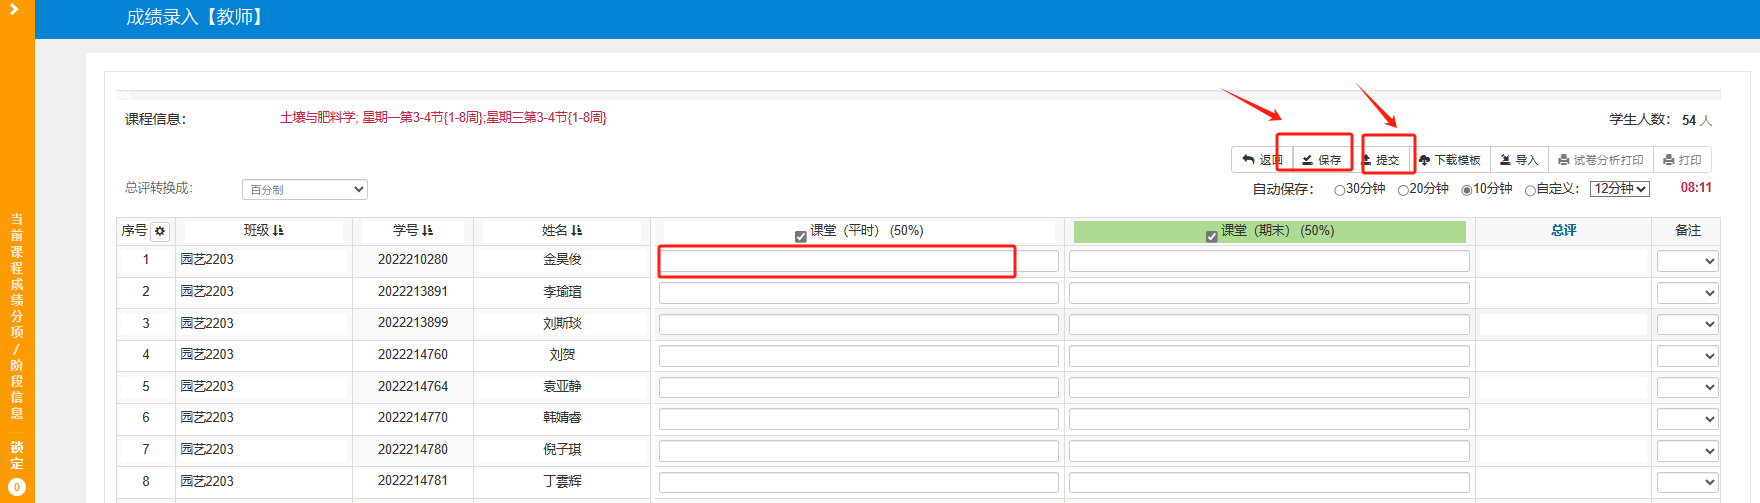 成绩录入【教师】
课程信息： 土壤与肥料学; 星期一第3-4节{1-8周};星期三第3-4节{1-8周} 学生人数： 54 人
返回 保存 提交 下载模板 导入 试卷分析打印 打印
总评转换成： 百分制 自动保存： 30分钟 20分钟 10分钟 自定义： 12分钟 08:11
序号 班级 学号 姓名 课堂（平时） (50%) 课堂（期末） (50%) 总评 备注
1 园艺2203 2022210280 金昊俊
2 园艺2203 2022213891 李瑜瑄
3 园艺2203 2022213899 刘斯琰
4 园艺2203 2022214760 刘贺
5 园艺2203 2022214764 袁亚静
6 园艺2203 2022214770 韩婧睿
7 园艺2203 2022214780 倪子琪
8 园艺2203 2022214781 丁雲辉
当前课程成绩分项/阶段信息
锁定
0